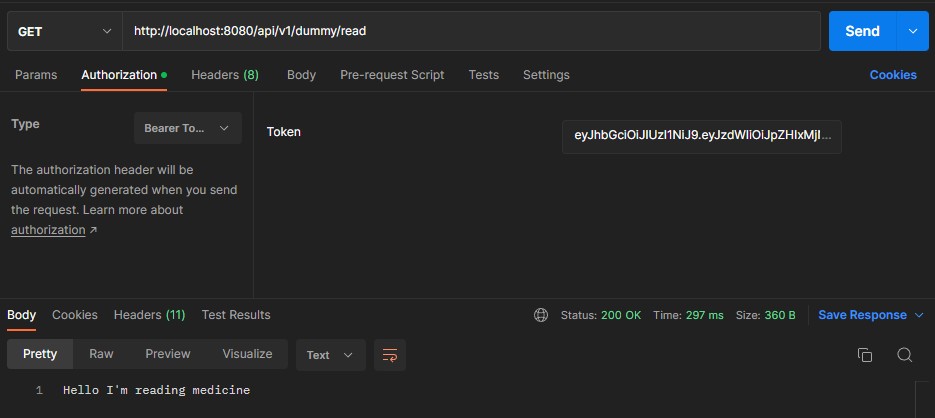 GET http://localhost:8080/api/v1/dummy/read Send
Params Authorization Headers (8) Body Pre-request Script Tests Settings Cookies
Type Bearer To... Token eyJhbGciOiJIUzI1NiJ9.eyJzdWIiOiJpZHIxMjI...
The authorization header will be
automatically generated when you send
the request. Learn more about
authorization ↗
Body Cookies Headers (11) Test Results Status: 200 OK Time: 297 ms Size: 360 B Save Response
Pretty Raw Preview Visualize Text
1 Hello I'm reading medicine